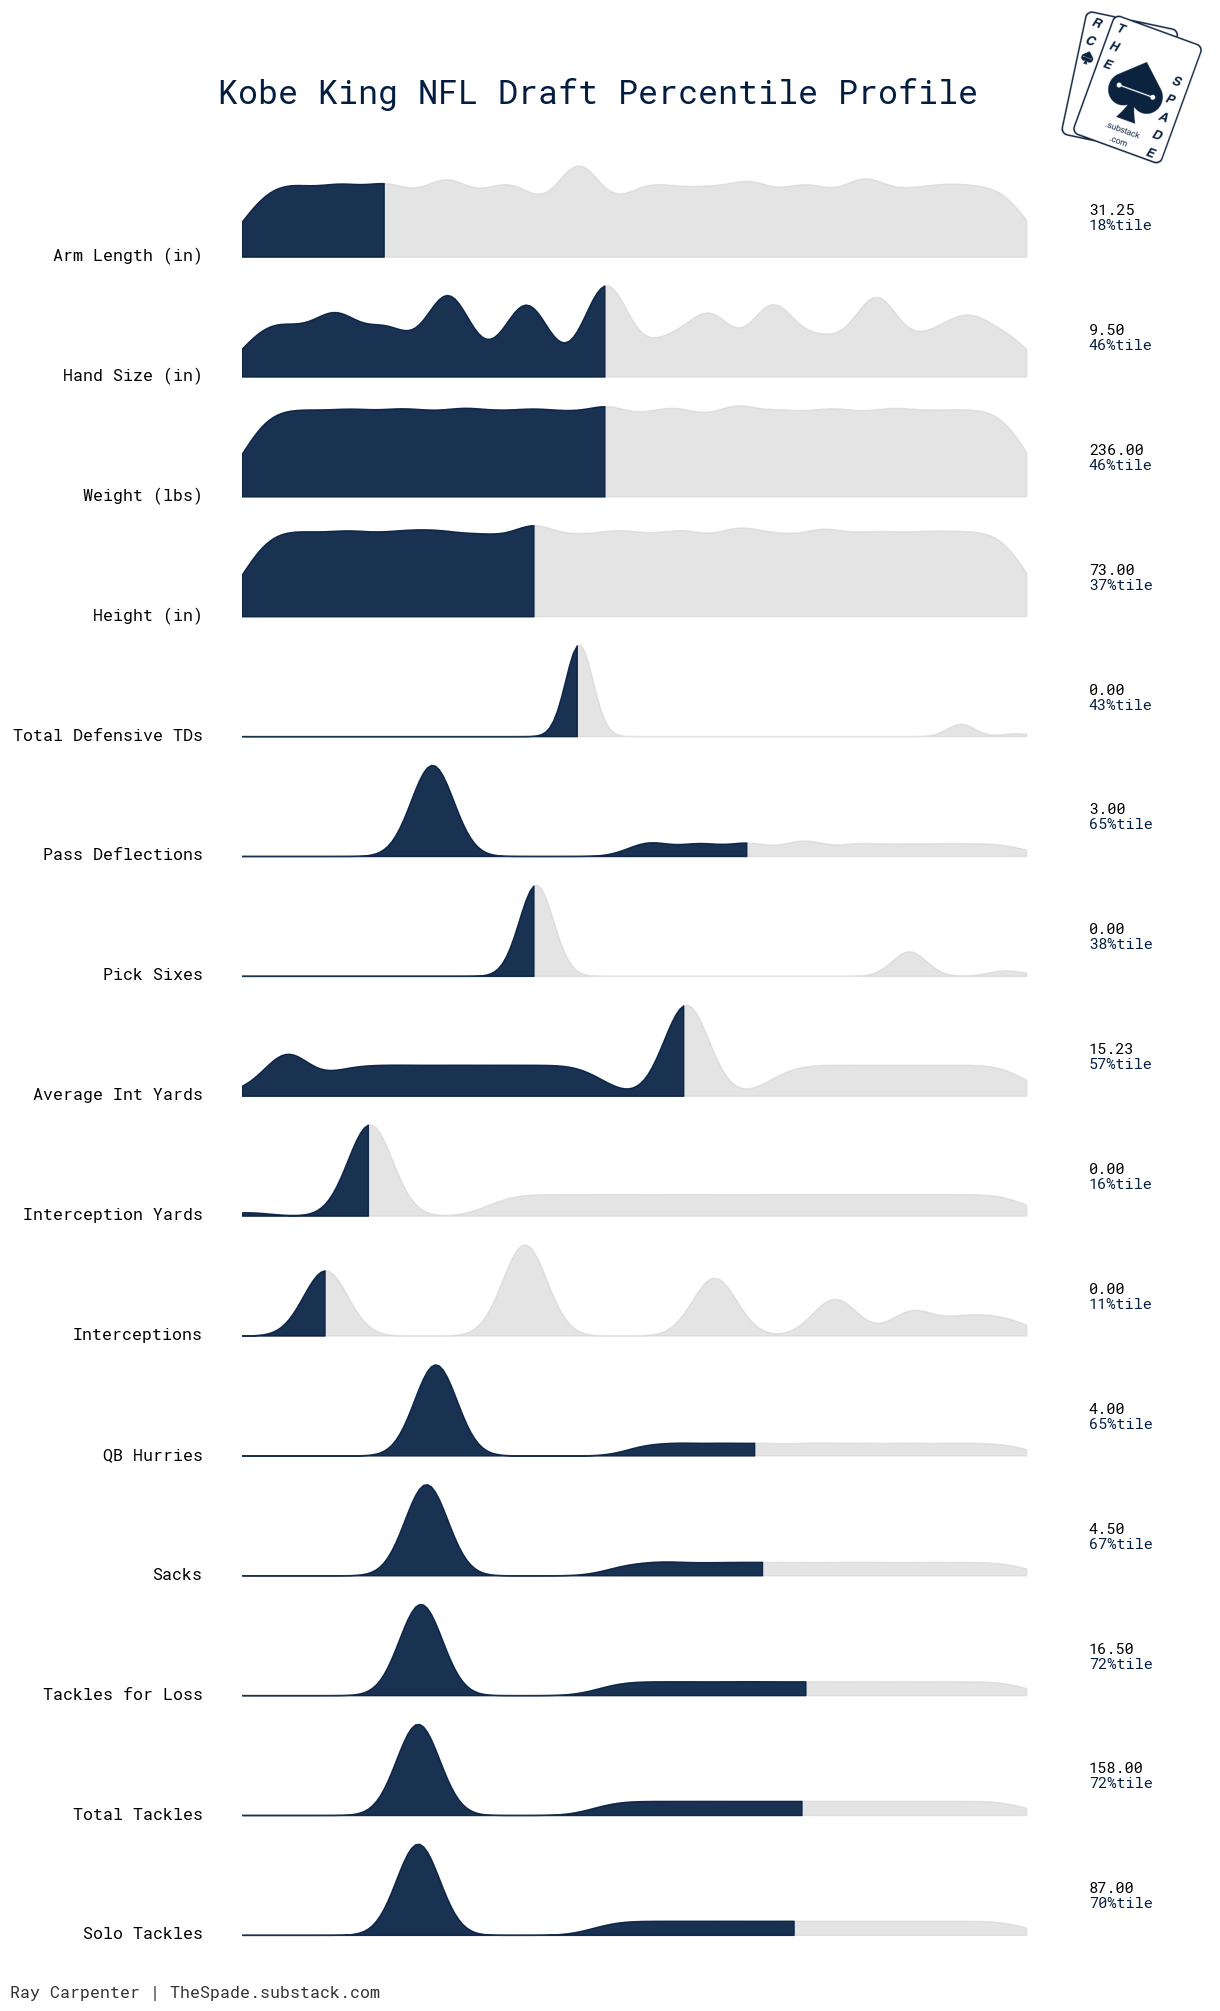 R
C
THE
SPADE
.substack
.com
Kobe King NFL Draft Percentile Profile
Arm Length (in)
31.25
18%tile
Hand Size (in)
9.50
46%tile
Weight (lbs)
236.00
46%tile
Height (in)
73.00
37%tile
Total Defensive TDs
0.00
43%tile
Pass Deflections
3.00
65%tile
Pick Sixes
0.00
38%tile
Average Int Yards
15.23
57%tile
Interception Yards
0.00
16%tile
Interceptions
0.00
11%tile
QB Hurries
4.00
65%tile
Sacks
4.50
67%tile
Tackles for Loss
16.50
72%tile
Total Tackles
158.00
72%tile
Solo Tackles
87.00
70%tile
Ray Carpenter | TheSpade.substack.com